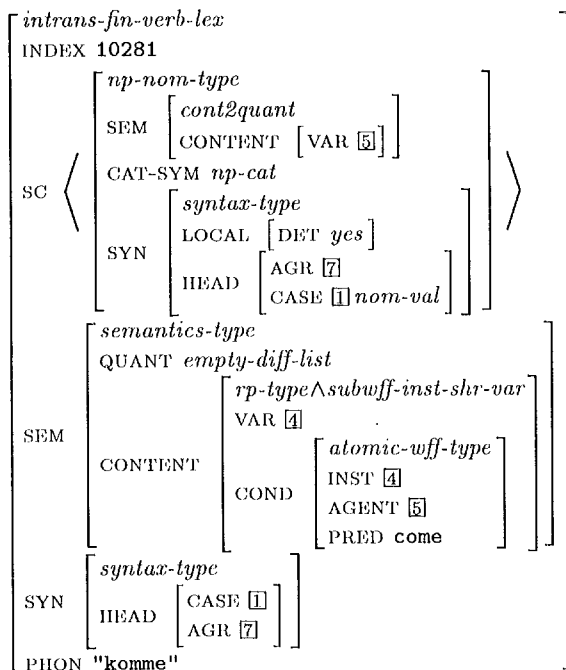 intrans-fin-verb-lex
INDEX 10281
np-nom-type
SEM cont2quant
CONTENT [VAR 5]
CAT-SYM np-cat
SC
syntax-type
LOCAL [DET yes]
SYN
HEAD AGR 7
CASE 1 nom-val
semantics-type
QUANT empty-diff-list
rp-type∧subwff-inst-shr-var
VAR 4
SEM
CONTENT
atomic-wff-type
INST 4
COND
AGENT 5
PRED come
syntax-type
SYN
HEAD CASE 1
AGR 7
PHON "komme"